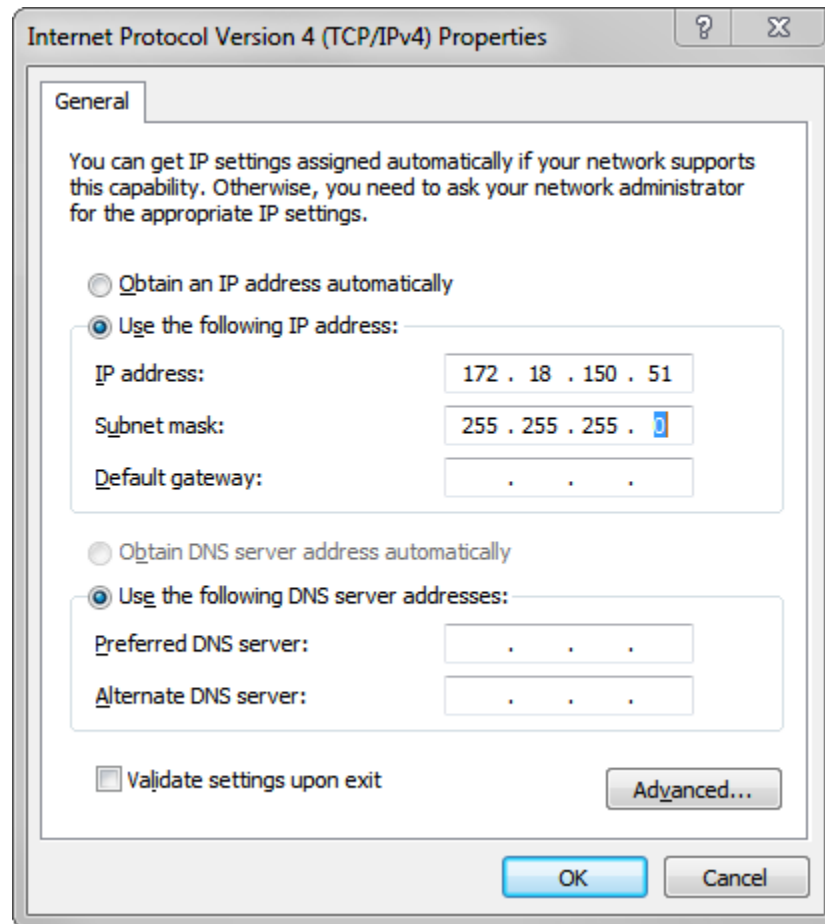 Internet Protocol Version 4 (TCP/IPv4) Properties
General
You can get IP settings assigned automatically if your network supports
this capability. Otherwise, you need to ask your network administrator
for the appropriate IP settings.
Obtain an IP address automatically
Use the following IP address:
IP address: 172 . 18 . 150 . 51
Subnet mask: 255 . 255 . 255 . 0
Default gateway: . . .
Obtain DNS server address automatically
Use the following DNS server addresses:
Preferred DNS server: . . .
Alternate DNS server: . . .
Validate settings upon exit
Advanced...
OK Cancel